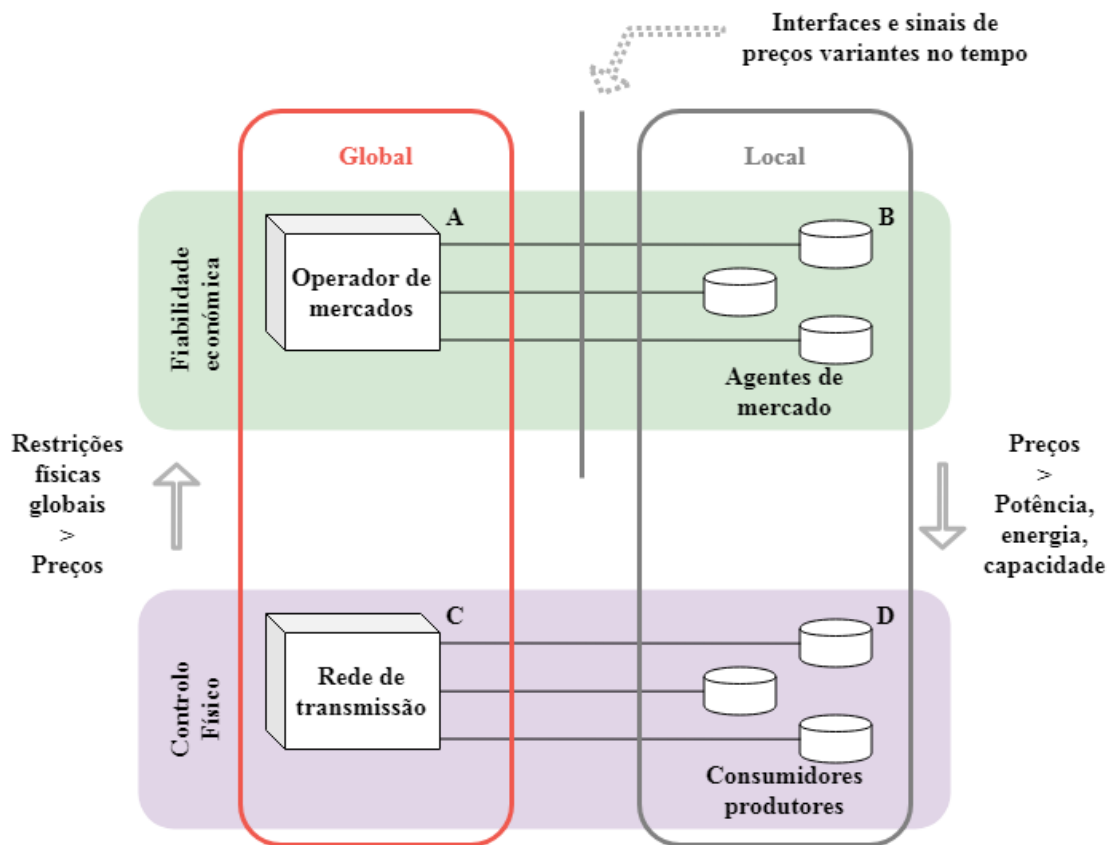 Interfaces e sinais de
preços variantes no tempo
Global
Local
A
B
Fiabilidade
económica
Operador de
mercados
Agentes de
mercado
Restrições
físicas
globais
>
Preços
Preços
>
Potência,
energia,
capacidade
C
D
Controlo
Físico
Rede de
transmissão
Consumidores
produtores